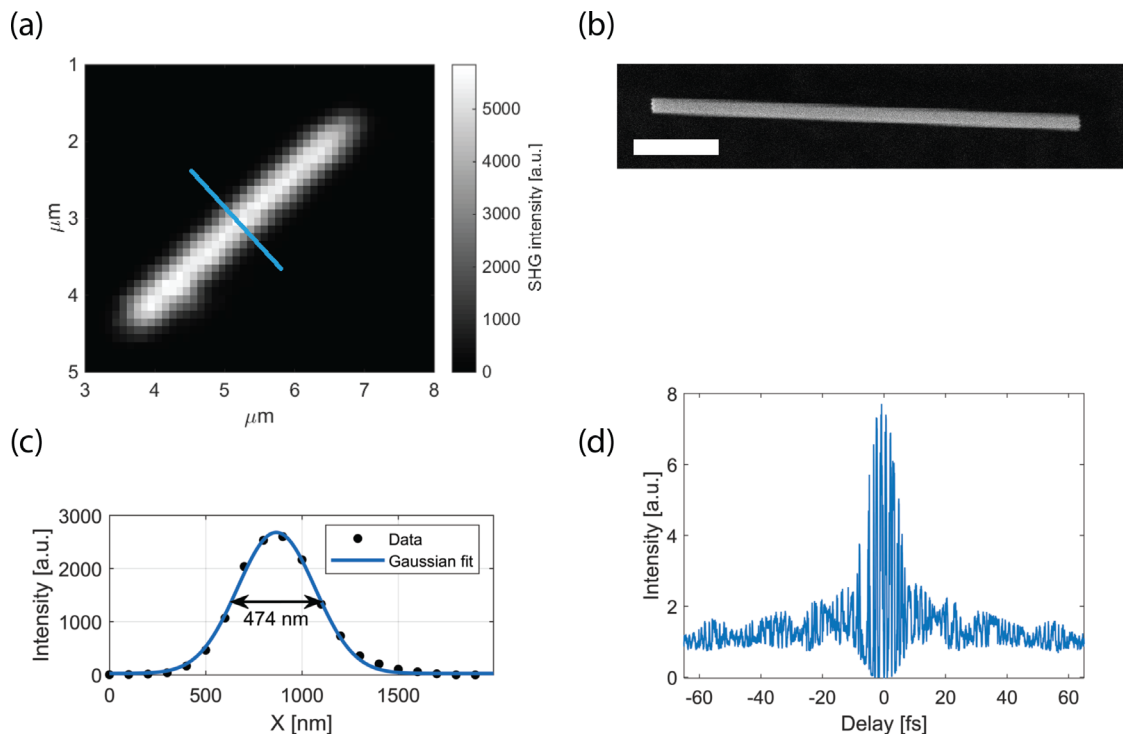 (a)
1
2
3
4
5
μm
3
4
5
6
7
8
μm
5000
4000
3000
2000
1000
0
SHG intensity [a.u.]
(b)
(c)
3000
2000
1000
0
Intensity [a.u.]
Data
Gaussian fit
474 nm
0
500
1000
1500
X [nm]
(d)
8
6
4
2
0
Intensity [a.u.]
-60
-40
-20
0
20
40
60
Delay [fs]